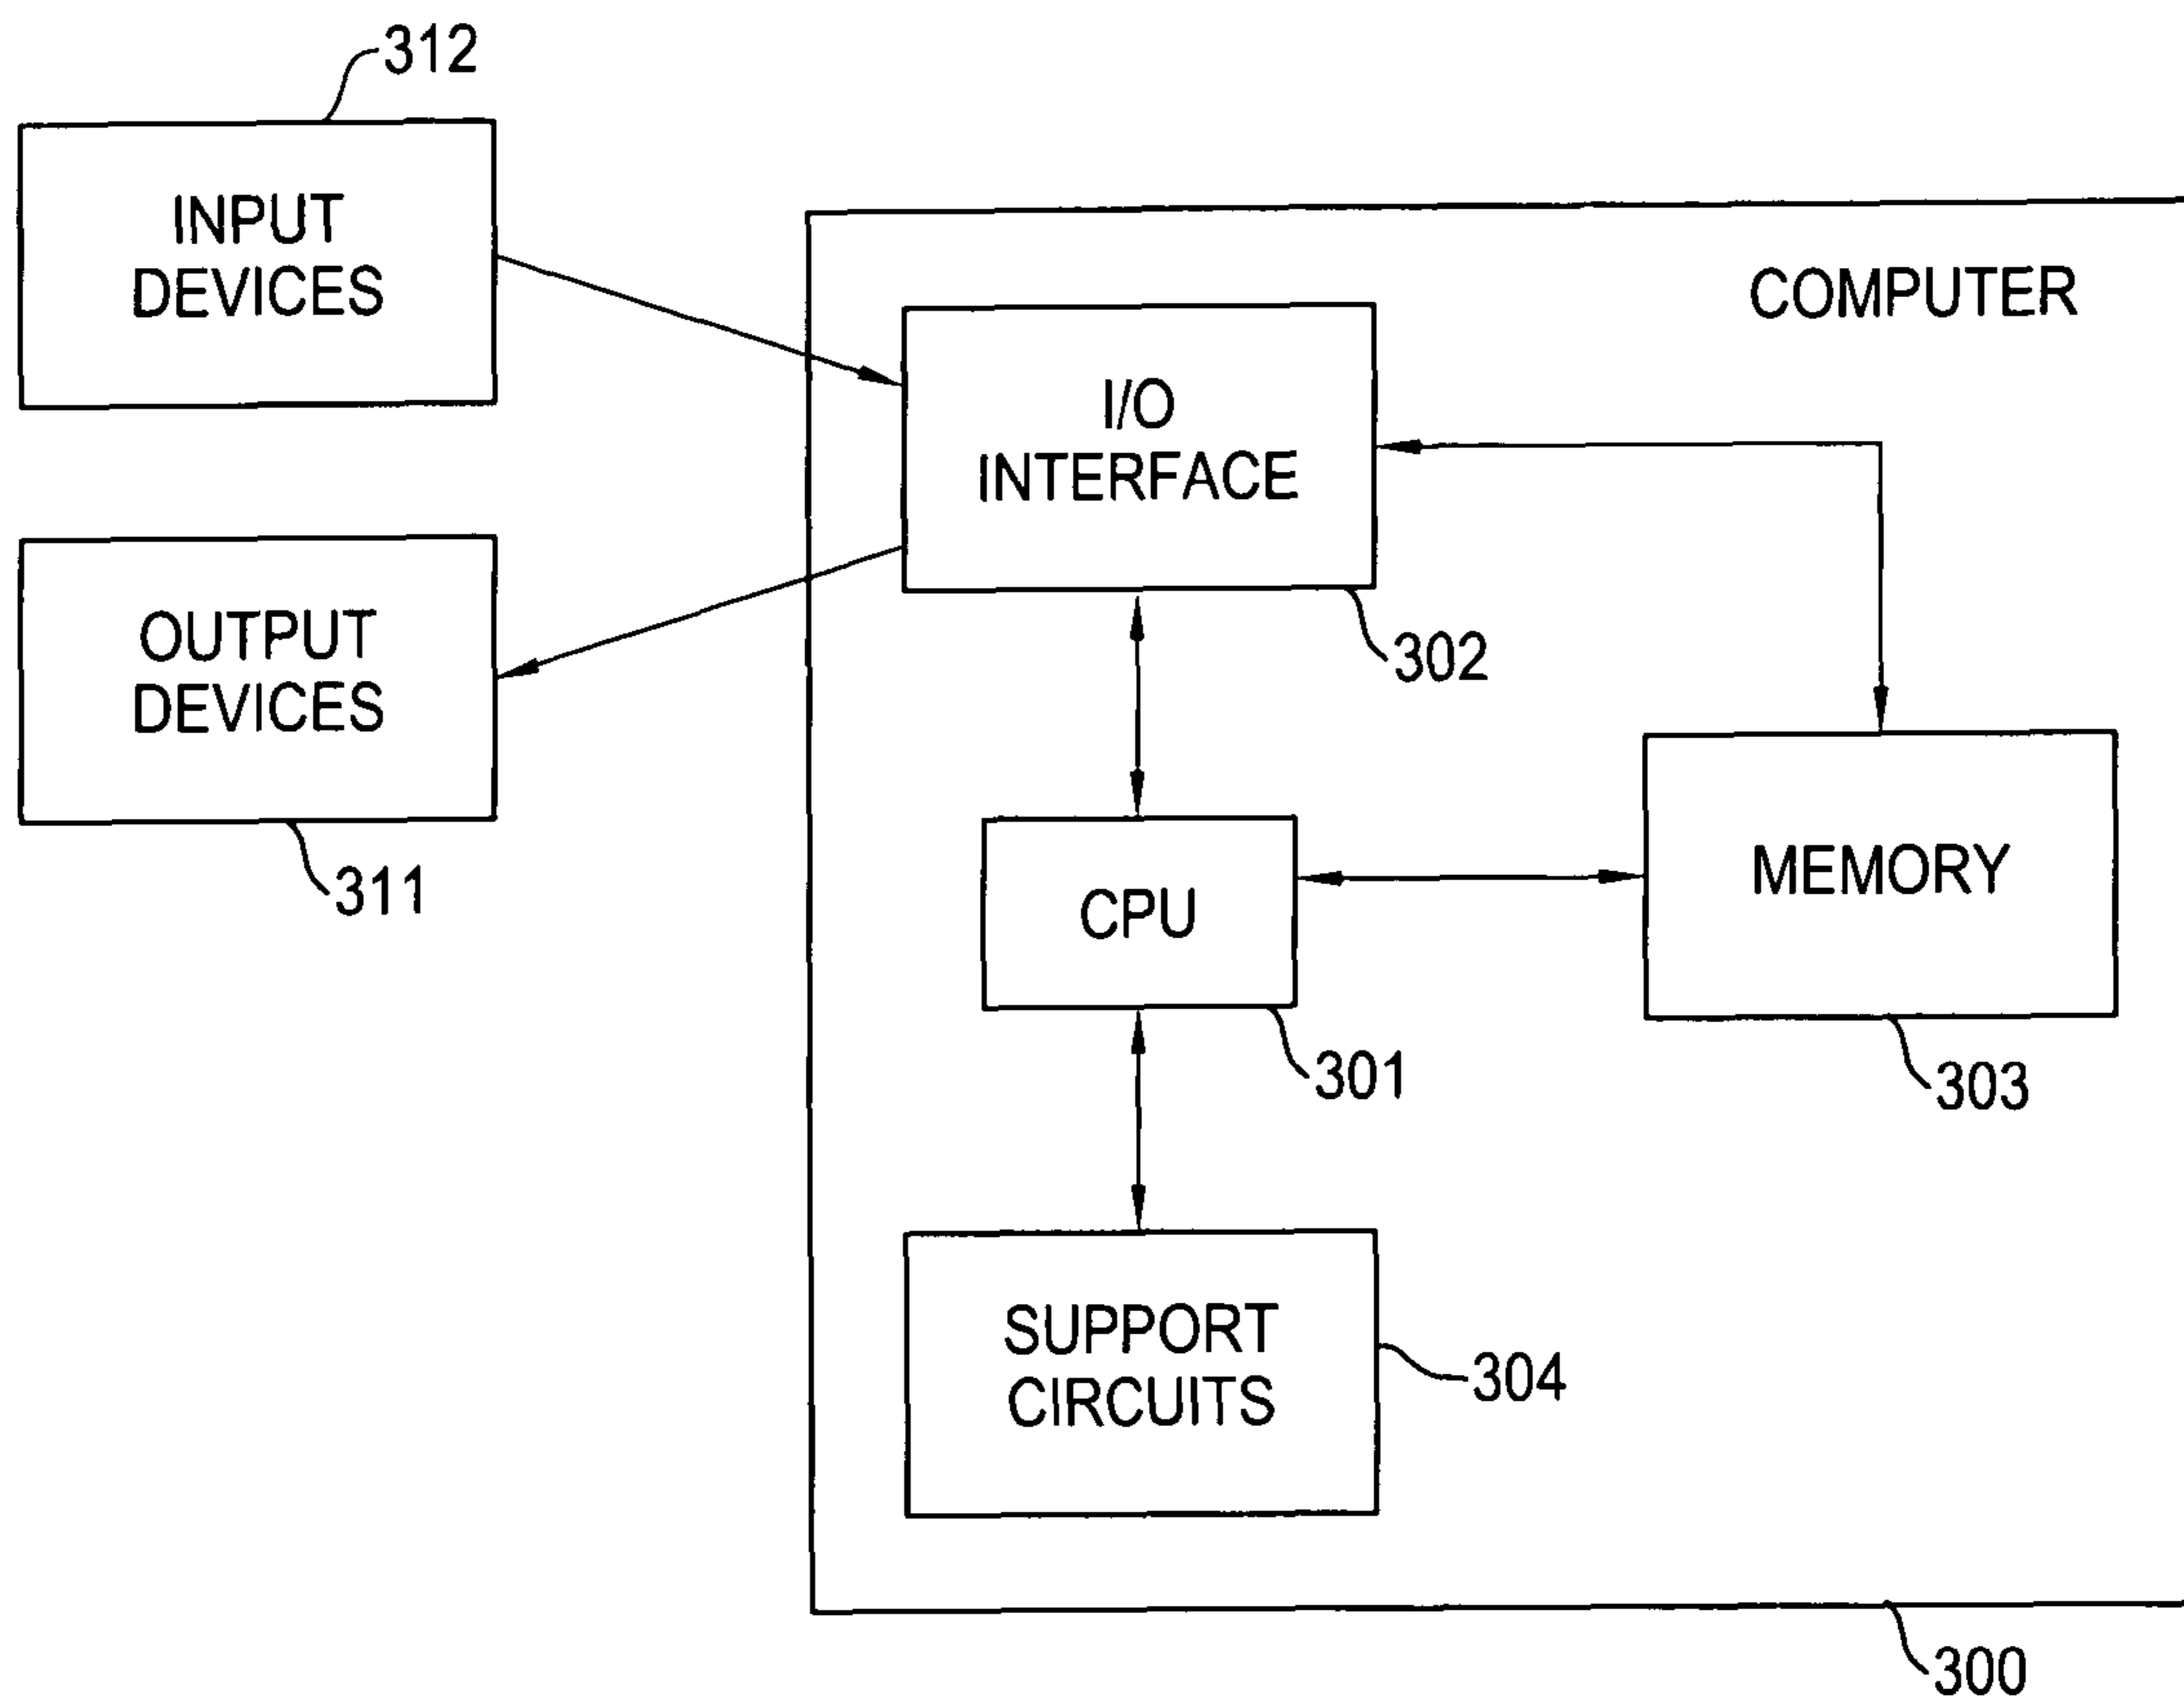 312
INPUT
DEVICES
COMPUTER
I/O
INTERFACE
302
OUTPUT
DEVICES
311
CPU
301
MEMORY
303
SUPPORT
CIRCUITS
304
300